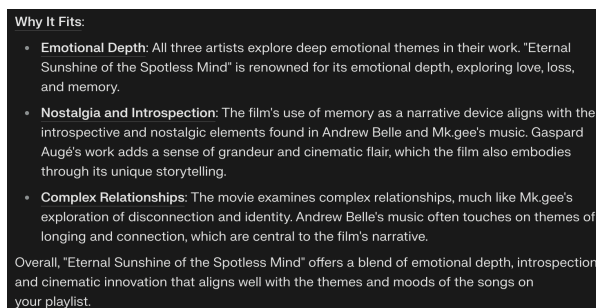 Why It Fits:
• Emotional Depth: All three artists explore deep emotional themes in their work. "Eternal
Sunshine of the Spotless Mind" is renowned for its emotional depth, exploring love, loss,
and memory.
• Nostalgia and Introspection: The film's use of memory as a narrative device aligns with the
introspective and nostalgic elements found in Andrew Belle and Mk.gee's music. Gaspard
Augé's work adds a sense of grandeur and cinematic flair, which the film also embodies
through its unique storytelling.
• Complex Relationships: The movie examines complex relationships, much like Mk.gee's
exploration of disconnection and identity. Andrew Belle's music often touches on themes of
longing and connection, which are central to the film's narrative.
Overall, "Eternal Sunshine of the Spotless Mind" offers a blend of emotional depth, introspection
and cinematic innovation that aligns well with the themes and moods of the songs on
your playlist.